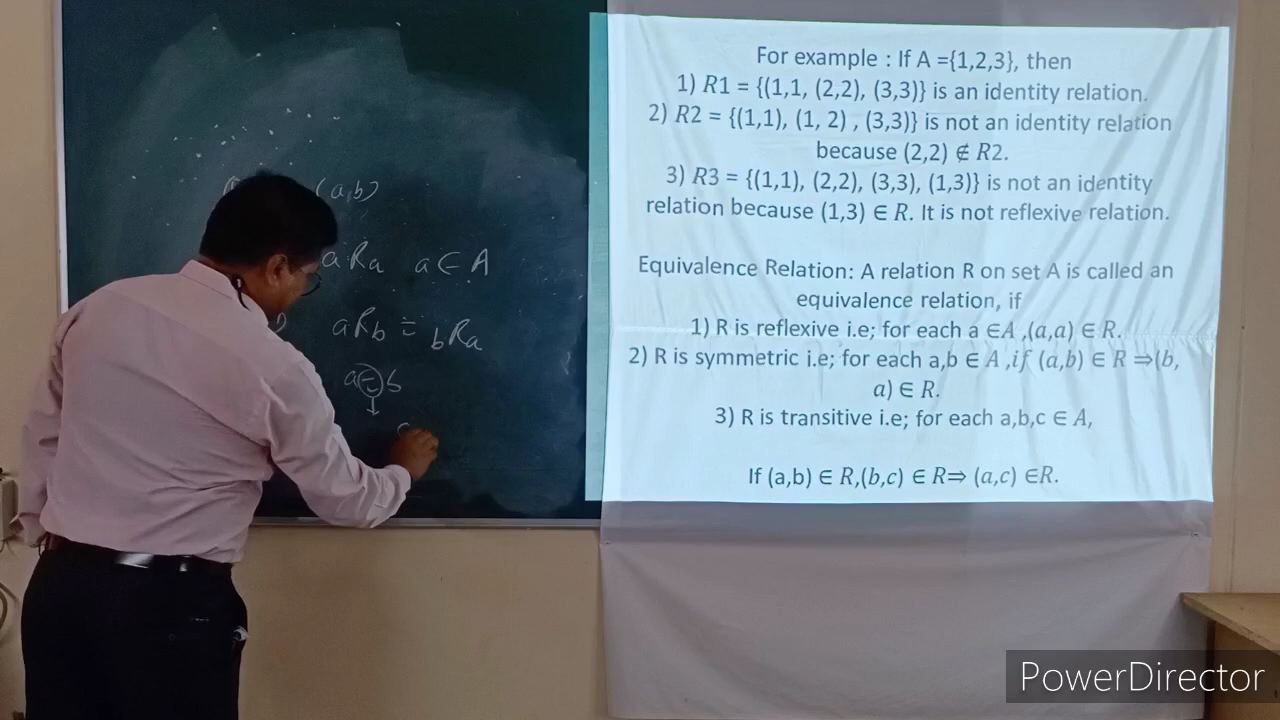 (a,b)
aRa a ∈ A
aRb = bRa
a = b
For example : If A ={1,2,3}, then
1) R1 = {(1,1, (2,2), (3,3)} is an identity relation.
2) R2 = {(1,1), (1, 2) , (3,3)} is not an identity relation
because (2,2) ∉ R2.
3) R3 = {(1,1), (2,2), (3,3), (1,3)} is not an identity
relation because (1,3) ∈ R. It is not reflexive relation.
Equivalence Relation: A relation R on set A is called an
equivalence relation, if
1) R is reflexive i.e; for each a ∈A ,(a,a) ∈ R.
2) R is symmetric i.e; for each a,b ∈ A ,if (a,b) ∈ R ⇒(b,
a) ∈ R.
3) R is transitive i.e; for each a,b,c ∈ A,
If (a,b) ∈ R,(b,c) ∈ R⇒ (a,c) ∈R.
PowerDirector